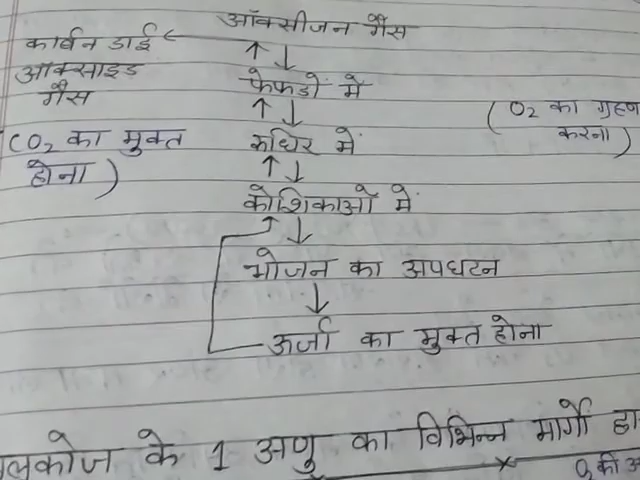 ऑक्सीजन गैस
कार्बन डाई
ऑक्साइड
गैस
फेफड़ों में
(O₂ का ग्रहण
करना)
(CO₂ का मुक्त
होना)
रुधिर में
कोशिकाओं में
भोजन का अपघटन
ऊर्जा का मुक्त होना
के 1 अणु का विभिन्न मार्गों